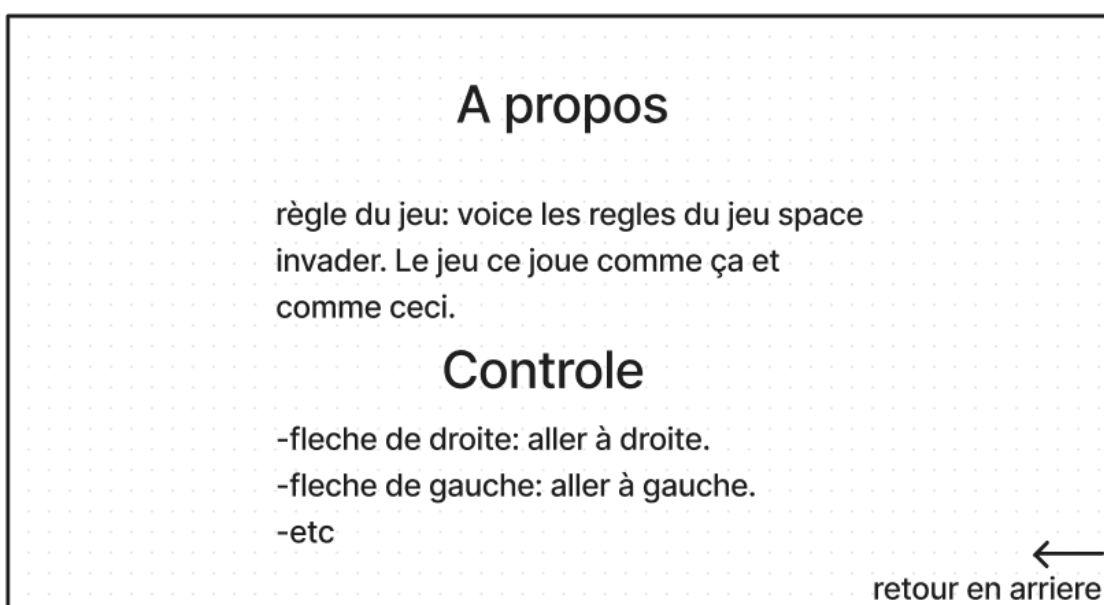 A propos
règle du jeu: voice les regles du jeu space
invader. Le jeu ce joue comme ça et
comme ceci.
Controle
-fleche de droite: aller à droite.
-fleche de gauche: aller à gauche.
-etc
retour en arriere